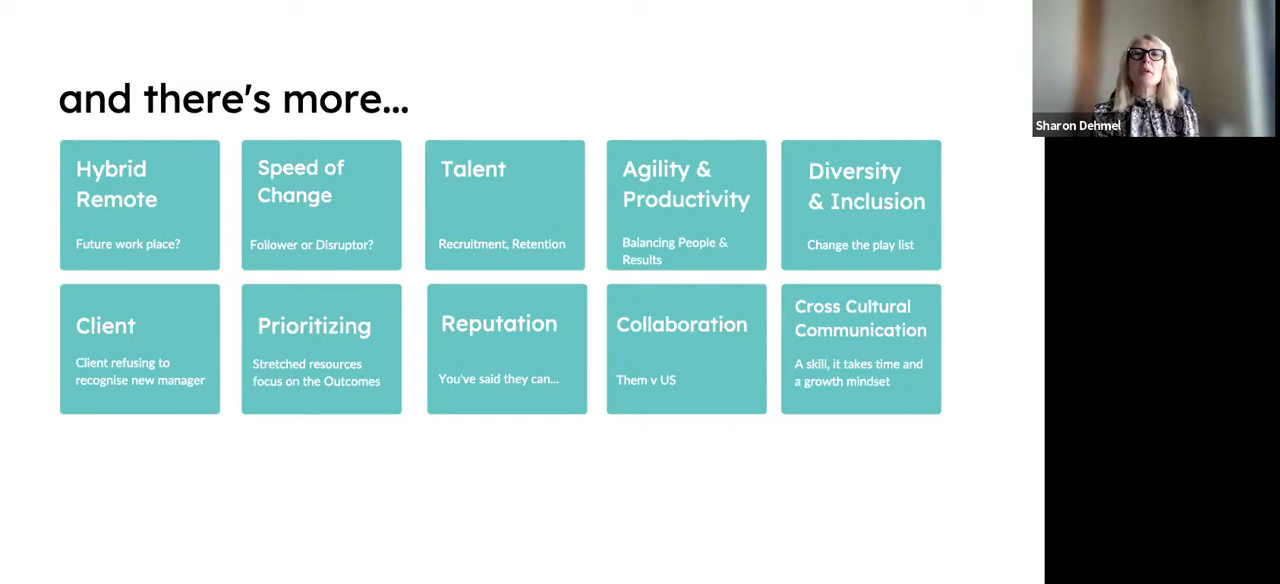 and there's more...
Hybrid
Remote
Future work place?
Speed of
Change
Follower or Disruptor?
Talent
Recruitment, Retention
Agility &
Productivity
Balancing People &
Results
Diversity
& Inclusion
Change the play list
Client
Client refusing to
recognise new manager
Prioritizing
Stretched resources
focus on the Outcomes
Reputation
You've said they can...
Collaboration
Them v US
Cross Cultural
Communication
A skill, it takes time and
a growth mindset
Sharon Dehmel